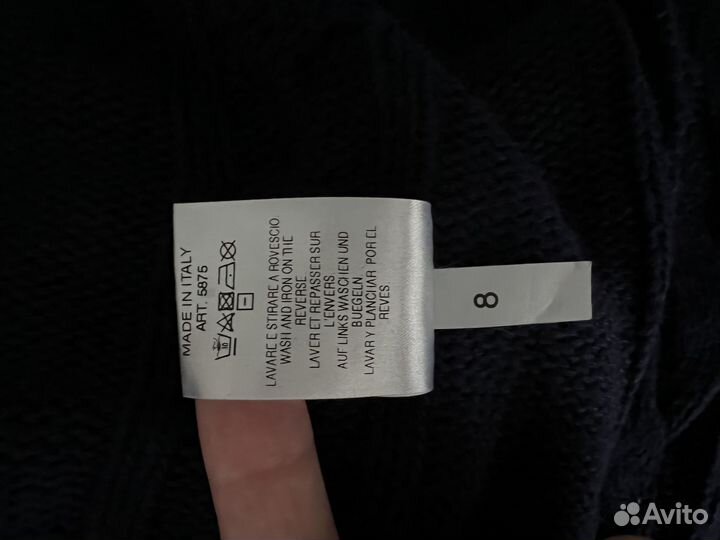 MADE IN ITALY
ART. 5875
LAVARE E STIRARE A ROVESCIO
WASH AND IRON ON THE
REVERSE
LAVER ET REPASSER SUR
L'ENVERS
AUF LINKS WASCHEN UND
BUEGELN
LAVAR Y PLANCHAR POR EL
REVES
8
Avito